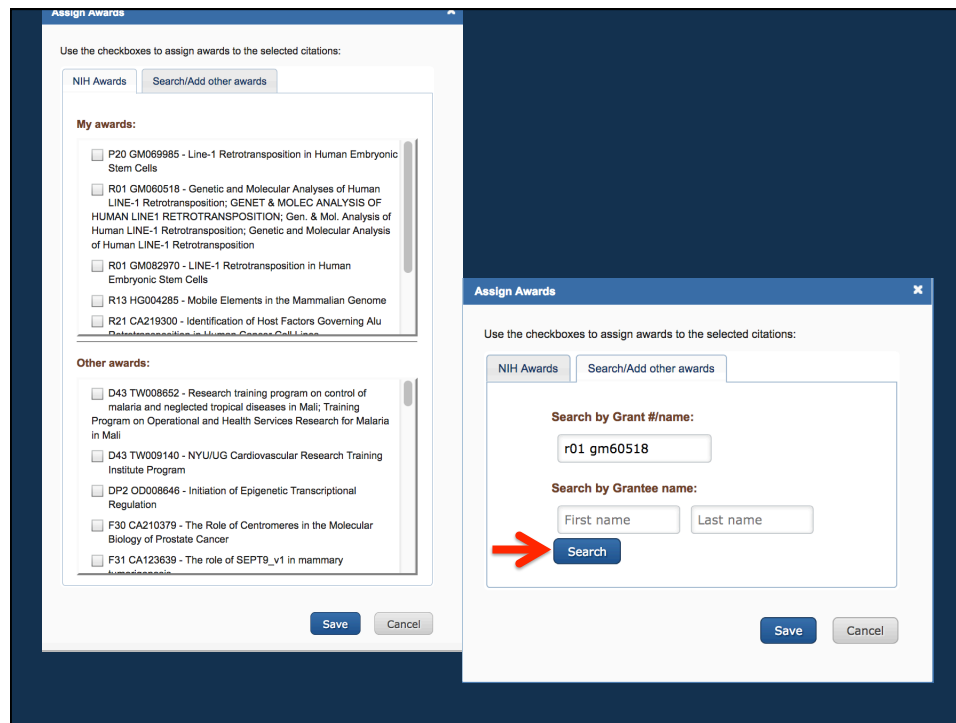 Assign Awards
Use the checkboxes to assign awards to the selected citations:
NIH Awards
Search/Add other awards
My awards:
P20 GM069985 - Line-1 Retrotransposition in Human Embryonic
Stem Cells
R01 GM060518 - Genetic and Molecular Analyses of Human
LINE-1 Retrotransposition; GENET & MOLEC ANALYSIS OF
HUMAN LINE1 RETROTRANSPOSITION; Gen. & Mol. Analysis of
Human LINE-1 Retrotransposition; Genetic and Molecular Analysis
of Human LINE-1 Retrotransposition
R01 GM082970 - LINE-1 Retrotransposition in Human
Embryonic Stem Cells
R13 HG004285 - Mobile Elements in the Mammalian Genome
R21 CA219300 - Identification of Host Factors Governing Alu
Retrotransposition in Human Cancer Cell Lines
Other awards:
D43 TW008652 - Research training program on control of
malaria and neglected tropical diseases in Mali; Training
Program on Operational and Health Services Research for Malaria
in Mali
D43 TW009140 - NYU/UG Cardiovascular Research Training
Institute Program
DP2 OD008646 - Initiation of Epigenetic Transcriptional
Regulation
F30 CA210379 - The Role of Centromeres in the Molecular
Biology of Prostate Cancer
F31 CA123639 - The role of SEPT9_v1 in mammary
tumorigenesis
Save
Cancel
Assign Awards
Use the checkboxes to assign awards to the selected citations:
NIH Awards
Search/Add other awards
Search by Grant #/name:
r01 gm60518
Search by Grantee name:
First name
Last name
Search
Save
Cancel